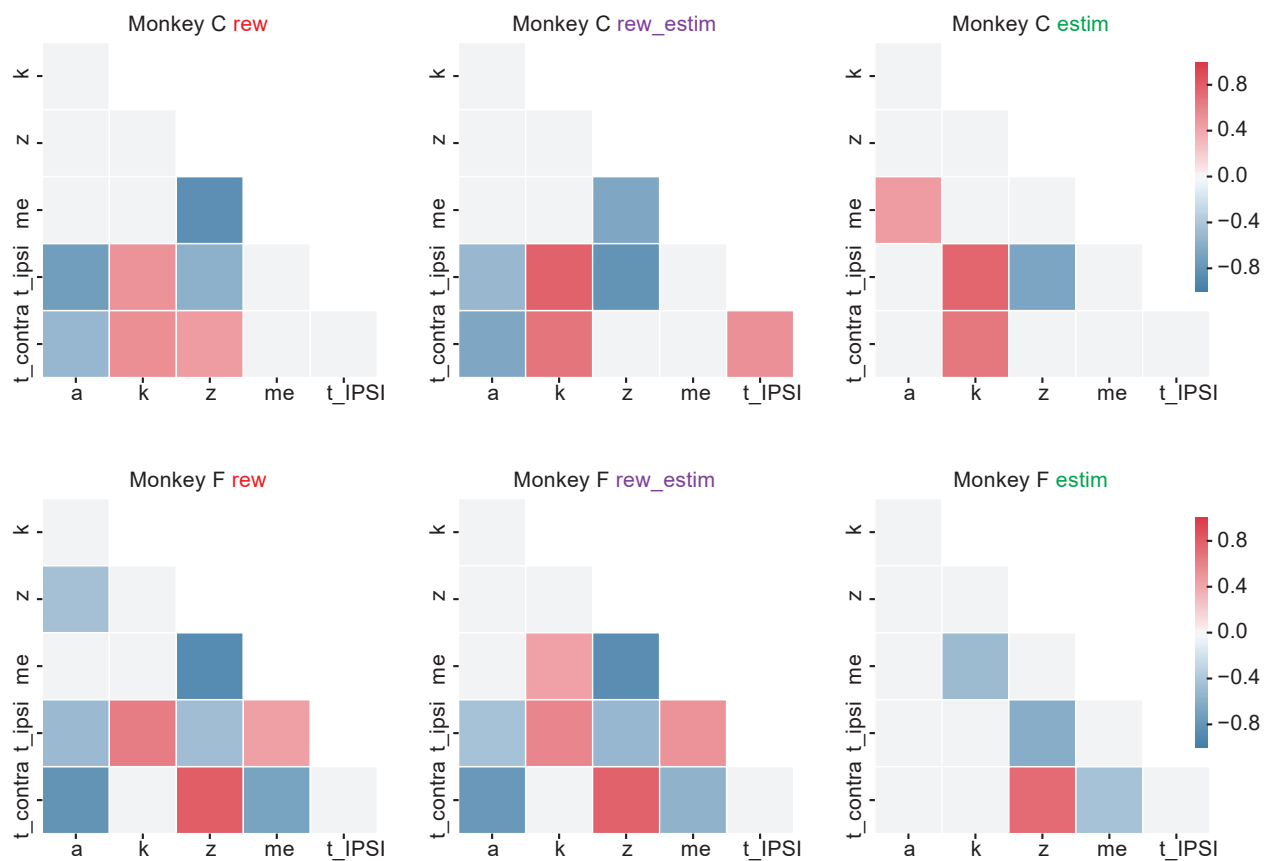 Monkey C rew
Monkey C rew_estim
Monkey C estim
k
z
me
t_ipsi
t_contra
a
k
z
me
t_IPSI
k
z
me
t_ipsi
t_contra
a
k
z
me
t_IPSI
k
z
me
t_ipsi
t_contra
a
k
z
me
t_IPSI
0.8
0.4
0.0
−0.4
−0.8
Monkey F rew
Monkey F rew_estim
Monkey F estim
k
z
me
t_ipsi
t_contra
a
k
z
me
t_IPSI
k
z
me
t_ipsi
t_contra
a
k
z
me
t_IPSI
k
z
me
t_ipsi
t_contra
a
k
z
me
t_IPSI
0.8
0.4
0.0
−0.4
−0.8